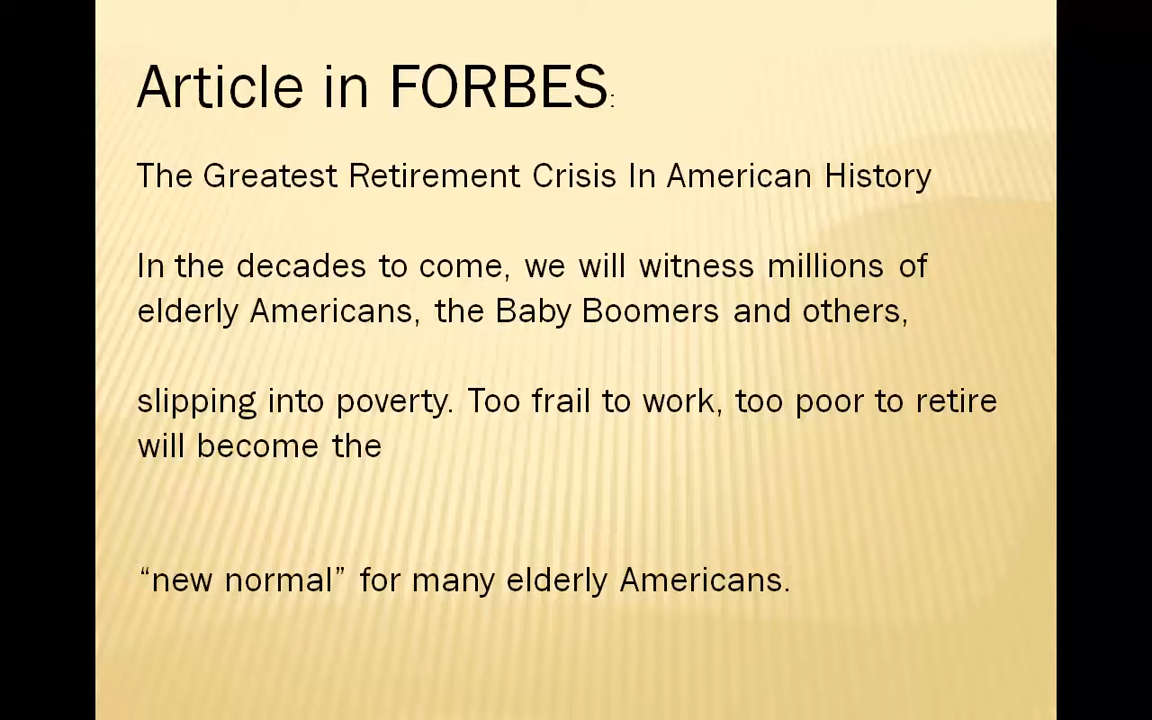 Article in FORBES:
The Greatest Retirement Crisis In American History
In the decades to come, we will witness millions of
elderly Americans, the Baby Boomers and others,
slipping into poverty. Too frail to work, too poor to retire
will become the
“new normal” for many elderly Americans.